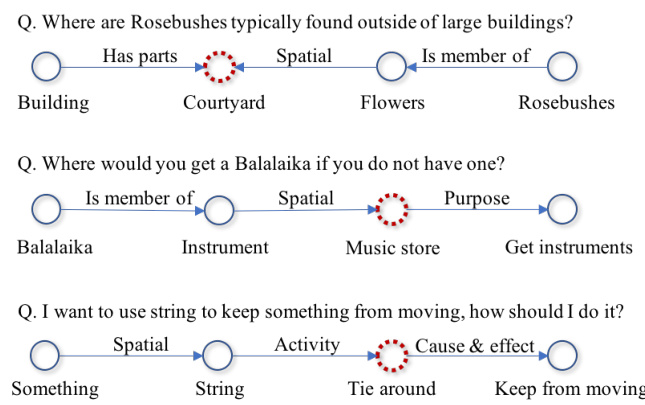 Q. Where are Rosebushes typically found outside of large buildings?
Has parts Spatial Is member of
Building Courtyard Flowers Rosebushes
Q. Where would you get a Balalaika if you do not have one?
Is member of Spatial Purpose
Balalaika Instrument Music store Get instruments
Q. I want to use string to keep something from moving, how should I do it?
Spatial Activity Cause & effect
Something String Tie around Keep from moving